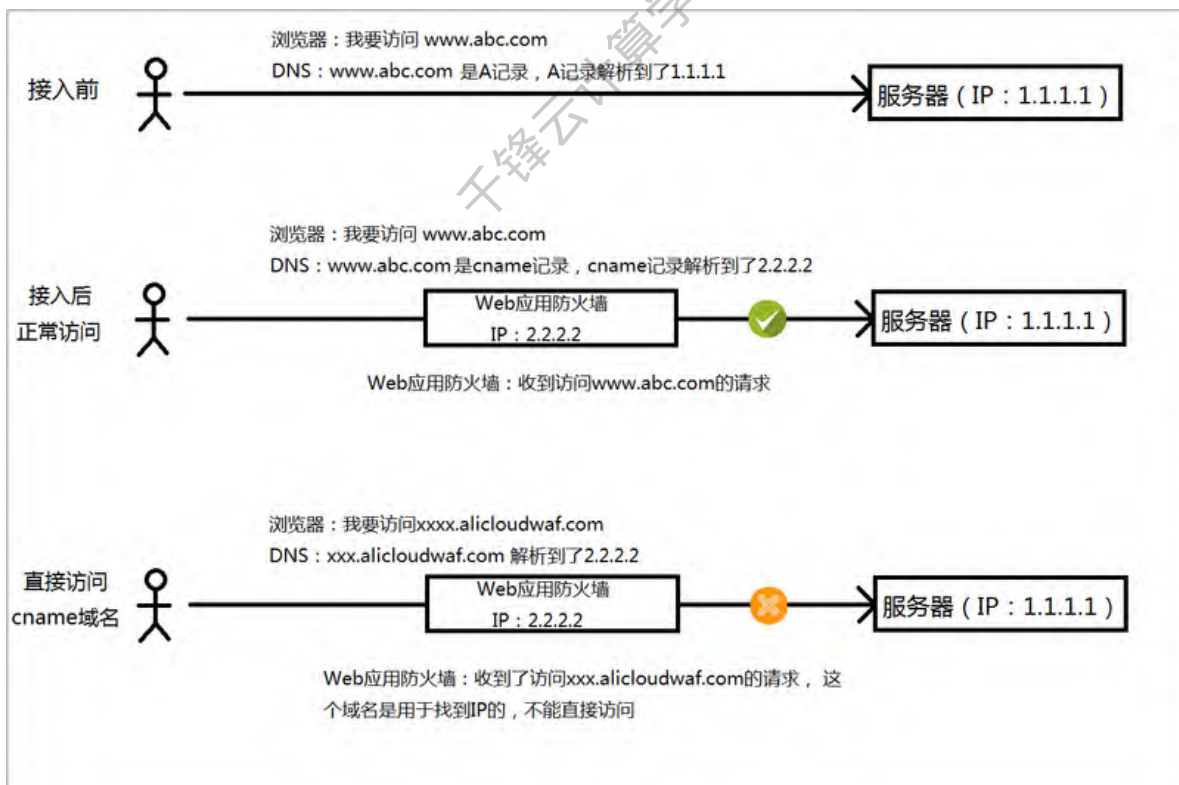 千锋云计算学
浏览器：我要访问 www.abc.com
DNS：www.abc.com 是A记录，A记录解析到了1.1.1.1
接入前
服务器（IP：1.1.1.1）
浏览器：我要访问 www.abc.com
DNS：www.abc.com 是cname记录，cname记录解析到了2.2.2.2
接入后
正常访问
Web应用防火墙
IP：2.2.2.2
服务器（IP：1.1.1.1）
Web应用防火墙：收到访问www.abc.com的请求
浏览器：我要访问xxxx.alicloudwaf.com
DNS：xxx.alicloudwaf.com 解析到了2.2.2.2
直接访问
cname域名
Web应用防火墙
IP：2.2.2.2
服务器（IP：1.1.1.1）
Web应用防火墙：收到了访问xxx.alicloudwaf.com的请求，这
个域名是用于找到IP的，不能直接访问